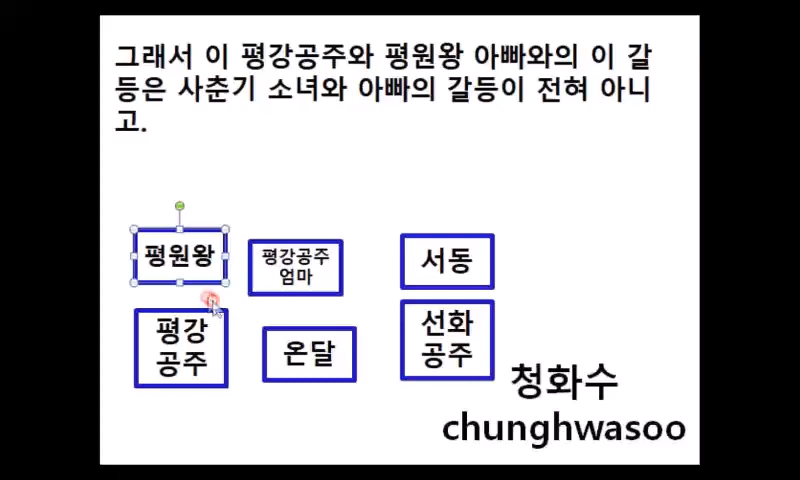 그래서 이 평강공주와 평원왕 아빠와의 이 갈
등은 사춘기 소녀와 아빠의 갈등이 전혀 아니
고.
평원왕
평강공주
엄마
서동
평강
공주
온달
선화
공주
청화수
chunghwasoo